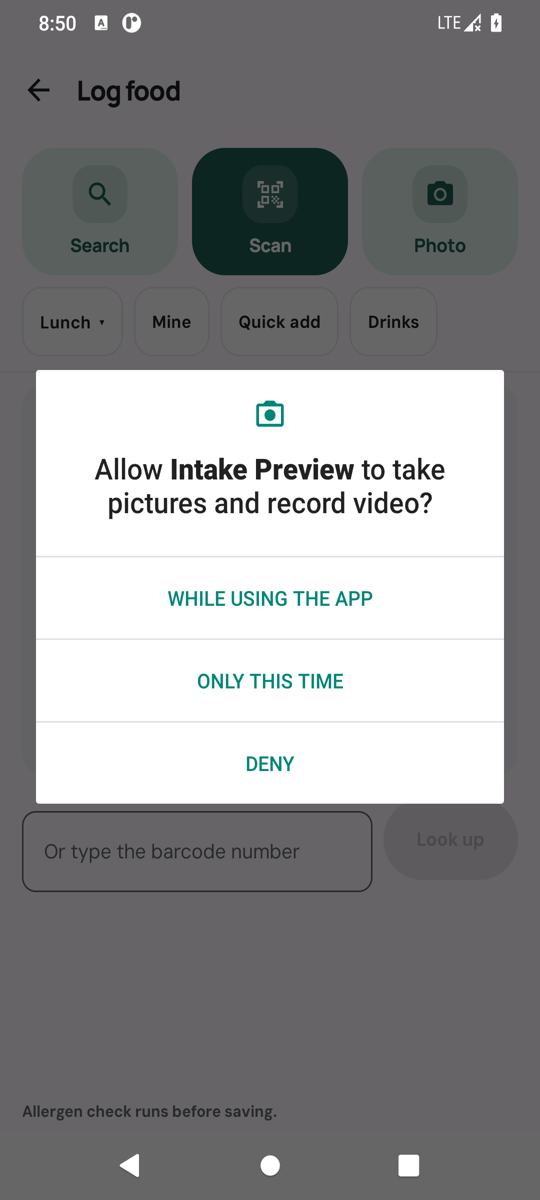 8:50
LTE
Log food
Search
Scan
Photo
Lunch ▾
Mine
Quick add
Drinks
Allow Intake Preview to take
pictures and record video?
WHILE USING THE APP
ONLY THIS TIME
DENY
Or type the barcode number
Look up
Allergen check runs before saving.